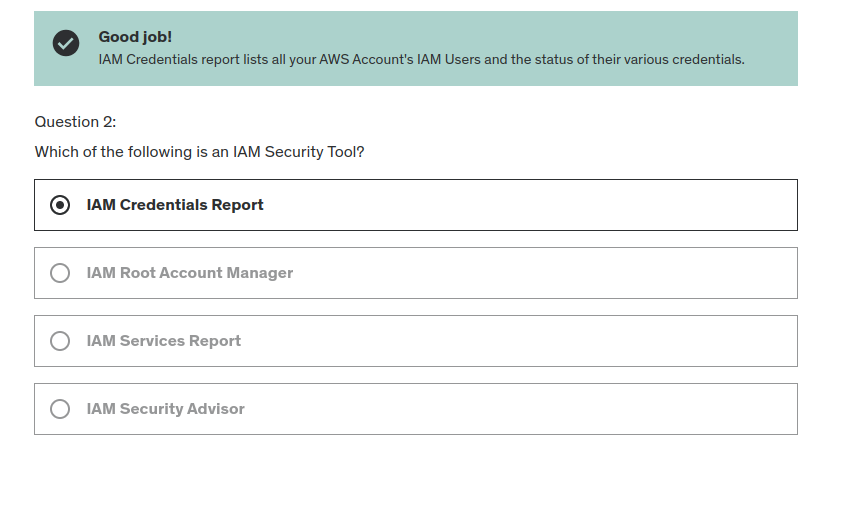 Good job!
IAM Credentials report lists all your AWS Account's IAM Users and the status of their various credentials.
Question 2:
Which of the following is an IAM Security Tool?
IAM Credentials Report
IAM Root Account Manager
IAM Services Report
IAM Security Advisor